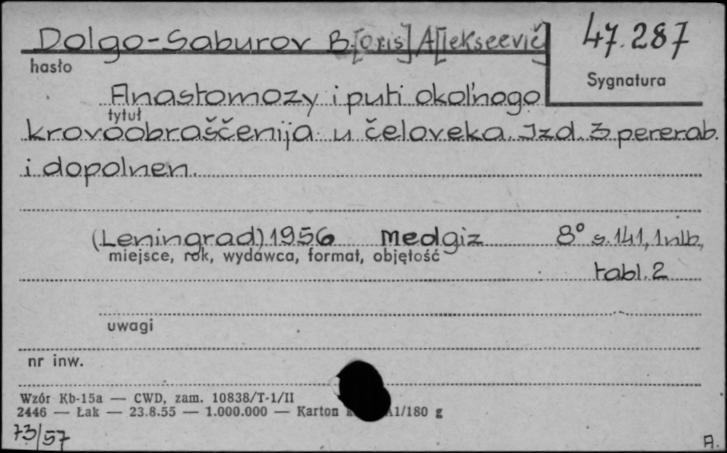 Dolgo-Saburov B.[oris] A[leksеevič]
47.287
hasło
Sygnatura
Anastomozy i puti okol'nogo
tytuł
krovoobraščenija u čeloveka. Izd. 3 pererab.
i dopolnen.
(Leningrad) 1956 Medgiz 8° s.141, 1 nlb,
miejsce, rok, wydawca, format, objętość
tabl. 2
uwagi
nr inw.
Wzór Kb-15a — CWD, zam. 10838/T-1/II
2446 — Łak — 23.8.55 — 1.000.000 — Karton A1/180 g
73/57
A.